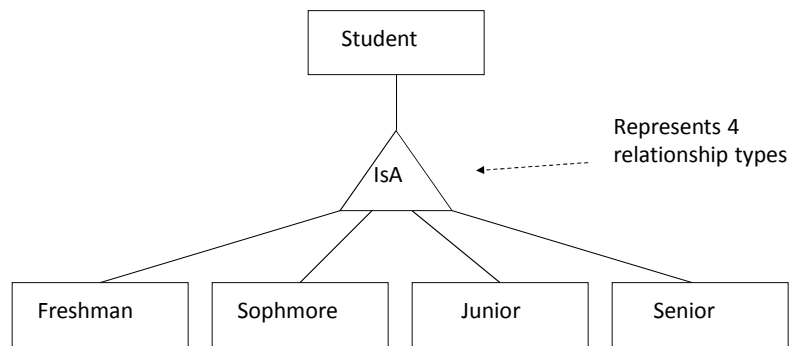 Student
Represents 4
relationship types
IsA
Freshman
Sophmore
Junior
Senior